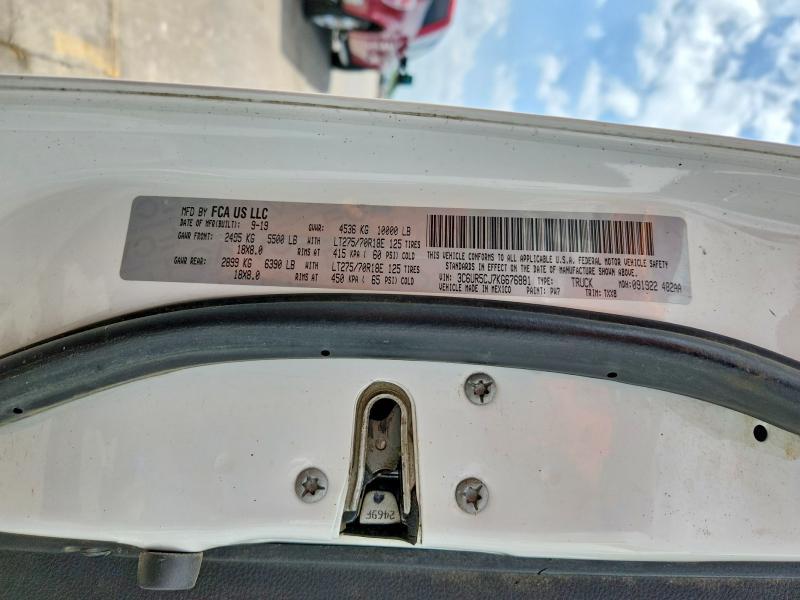 MFD BY FCA US LLC
DATE OF MFR(BUILT): 9-19 GVWR: 4536 KG 10000 LB
GAWR FRONT: 2495 KG 5500 LB WITH LT275/70R18E 125 TIRES
18X8.0 RIMS AT 415 KPA ( 60 PSI) COLD
GAWR REAR: 2899 KG 6390 LB WITH LT275/70R18E 125 TIRES
18X8.0 RIMS AT 450 KPA ( 65 PSI) COLD
THIS VEHICLE CONFORMS TO ALL APPLICABLE U.S.A. FEDERAL MOTOR VEHICLE SAFETY
STANDARDS IN EFFECT ON THE DATE OF MANUFACTURE SHOWN ABOVE.
VIN: 3C6UR5CJ7KG676881 TYPE: TRUCK MDH: 091922 482AA
VEHICLE MADE IN MEXICO PAINT: PW7 TRIM: TXX8
2469F